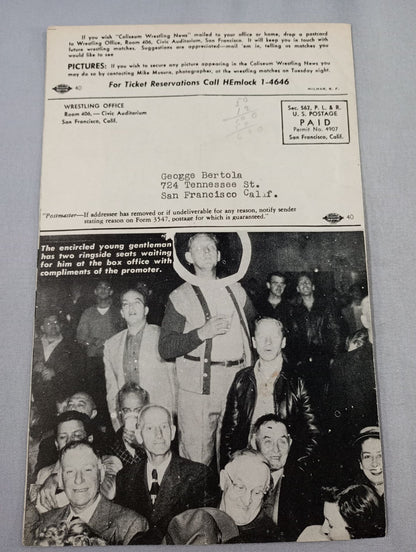 If you wish "Coliseum Wrestling News" mailed to your office or home, drop a postcard
to Wrestling Office, Room 406, Civic Auditorium, San Francisco. It will keep you in touch with
future wrestling matches. Suggestions are appreciated—mail 'em in, telling us matches you
would like to see
PICTURES: If you wish to secure any picture appearing in the Coliseum Wrestling News you
may do so by contacting Mike Musura, photographer, at the wrestling matches on Tuesday night.
40
For Ticket Reservations Call HEmlock 1-4646
WRESTLING OFFICE
Room 406, — Civic Auditorium
San Francisco, Calif.
50
Sec. 562, P. L. & R.
U. S. POSTAGE
PAID
Permit No. 4907
San Francisco, Calif.
Geogge Bertola
724 Tennesee St.
San Francisco Calif.
"Postmaster—If addressee has removed or if undeliverable for any reason, notify sender
stating reason on Form 3547, postage for which is guaranteed."
40
The encircled young gentleman
has two ringside seats waiting
for him at the box office with
compliments of the promoter.